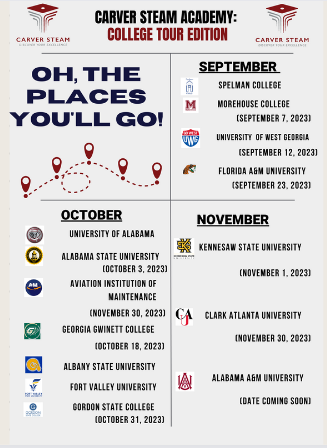 CARVER STEAM ACADEMY:
COLLEGE TOUR EDITION
CARVER STEAM
CARVER STEAM
OH, THE
PLACES
YOU'LL GO!
SEPTEMBER
SPELMAN COLLEGE
MOREHOUSE COLLEGE
(SEPTEMBER 7, 2023)
UNIVERSITY OF WEST GEORGIA
(SEPTEMBER 12, 2023)
FLORIDA A&M UNIVERSITY
(SEPTEMBER 23, 2023)
OCTOBER
UNIVERSITY OF ALABAMA
ALABAMA STATE UNIVERSITY
(OCTOBER 3, 2023)
AVIATION INSTITUTION OF
MAINTENANCE
(NOVEMBER 30, 2023)
GEORGIA GWINETT COLLEGE
(OCTOBER 18, 2023)
ALBANY STATE UNIVERSITY
FORT VALLEY UNIVERSITY
GORDON STATE COLLEGE
(OCTOBER 31, 2023)
NOVEMBER
KENNESAW STATE UNIVERSITY
(NOVEMBER 1, 2023)
CLARK ATLANTA UNIVERSITY
(NOVEMBER 30, 2023)
ALABAMA A&M UNIVERSITY
(DATE COMING SOON)